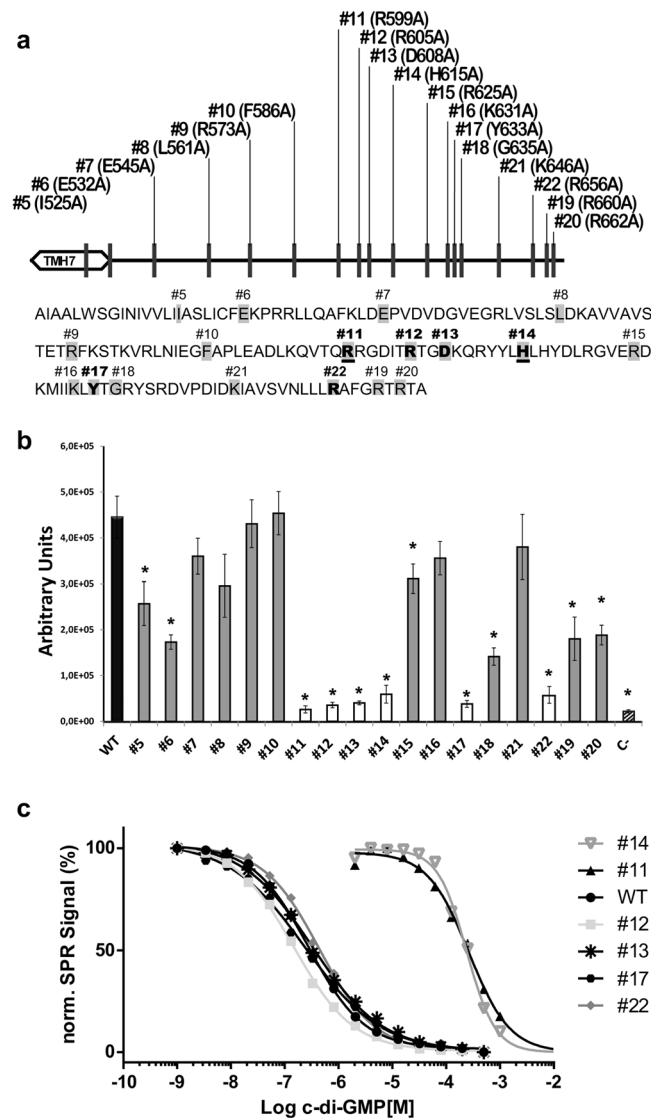 a
#11 (R599A)
#12 (R605A)
#13 (D608A)
#14 (H615A)
#15 (R625A)
#10 (F586A)
#16 (K631A)
#9 (R573A)
#17 (Y633A)
#8 (L561A)
#18 (G635A)
#7 (E545A)
#21 (K646A)
#6 (E532A)
#22 (R656A)
#5 (I525A)
#19 (R660A)
#20 (R662A)
TMH7
#5 #6 #7 #8
AIAALWSGINIVVLIIASLICFEKPRRLLQAFKLDEPVDVDGVEGRLVSLSLDKAVVAVS
#9 #10 #11 #12 #13 #14 #15
TETRFKSTKVRLNIEGFAPLEADLKQVTQRRGDITRTGDKQRYYLHLHYDLRGVERD
#16 #17 #18 #21 #22 #19 #20
KMIIKLYTGRYSRDVPDIDKIAVSVNLLLRAFGRTRTA
b
6,0E+05
5,0E+05
4,0E+05
3,0E+05
2,0E+05
1,0E+05
0,0E+00
Arbitrary Units
* * * * * * * * * * * * *
WT #5 #6 #7 #8 #9 #10 #11 #12 #13 #14 #15 #16 #17 #18 #21 #22 #19 #20 C-
c
100
50
0
norm. SPR Signal (%)
-10 -9 -8 -7 -6 -5 -4 -3 -2
Log c-di-GMP[M]
#14
#11
WT
#12
#13
#17
#22